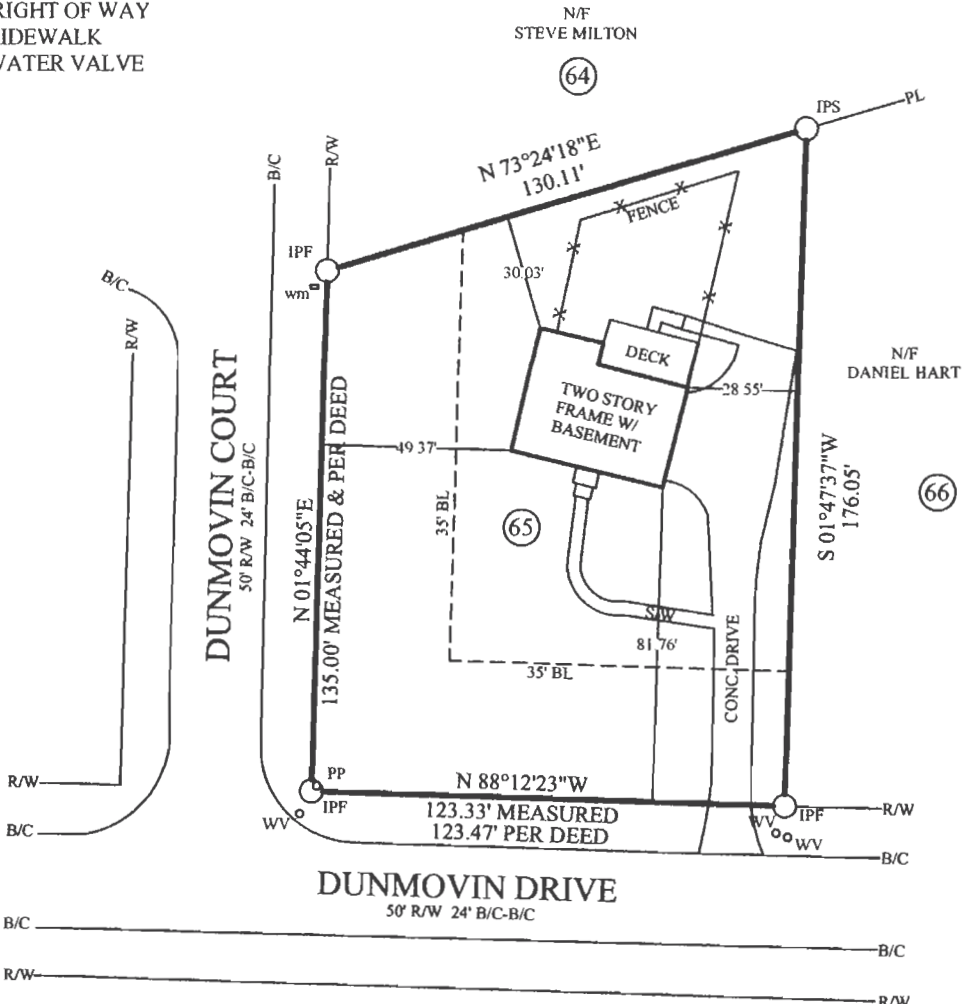 RIGHT OF WAY
IDEWALK
WATER VALVE
N/F
STEVE MILTON
64
IPS
PL
B/C
R/W
N 73°24'18"E
130.11'
FENCE
IPF
wm
30.03'
B/C
R/W
DECK
N/F
DANIEL HART
28 55'
TWO STORY
FRAME W/
BASEMENT
DUNMOVIN COURT
50' R/W 24' B/C-B/C
N 01°44'05"E
135.00' MEASURED & PER DEED
49 37'
35' BL
65
S 01°47'37"W
176.05'
66
S/W
81.76'
35' BL
CONC. DRIVE
R/W
B/C
PP
IPF
WV
N 88°12'23"W
123.33' MEASURED
123.47' PER DEED
IPF
WV
WV
R/W
B/C
DUNMOVIN DRIVE
50' R/W 24' B/C-B/C
B/C
B/C
R/W
R/W